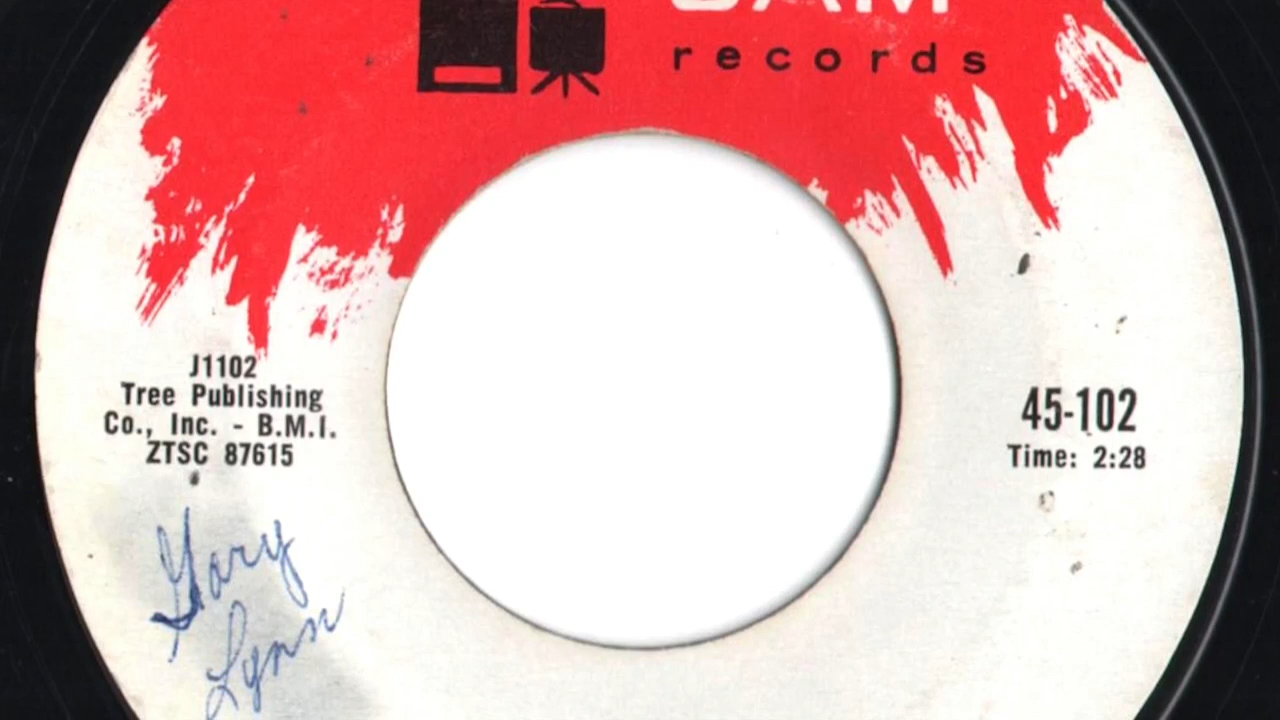 records
J1102
Tree Publishing
Co., Inc. - B.M.I.
ZTSC 87615
45-102
Time: 2:28
Gary
Lynn